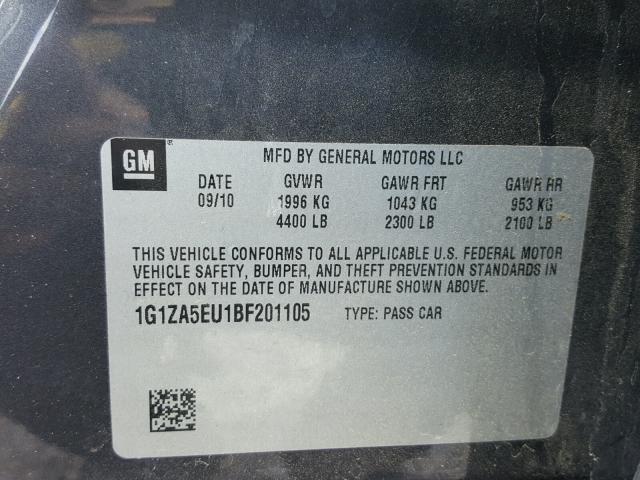 GM ®
MFD BY GENERAL MOTORS LLC
DATE GVWR GAWR FRT GAWR RR
09/10 1996 KG 1043 KG 953 KG
4400 LB 2300 LB 2100 LB
THIS VEHICLE CONFORMS TO ALL APPLICABLE U.S. FEDERAL MOTOR
VEHICLE SAFETY, BUMPER, AND THEFT PREVENTION STANDARDS IN
EFFECT ON THE DATE OF MANUFACTURE SHOWN ABOVE.
1G1ZA5EU1BF201105 TYPE: PASS CAR